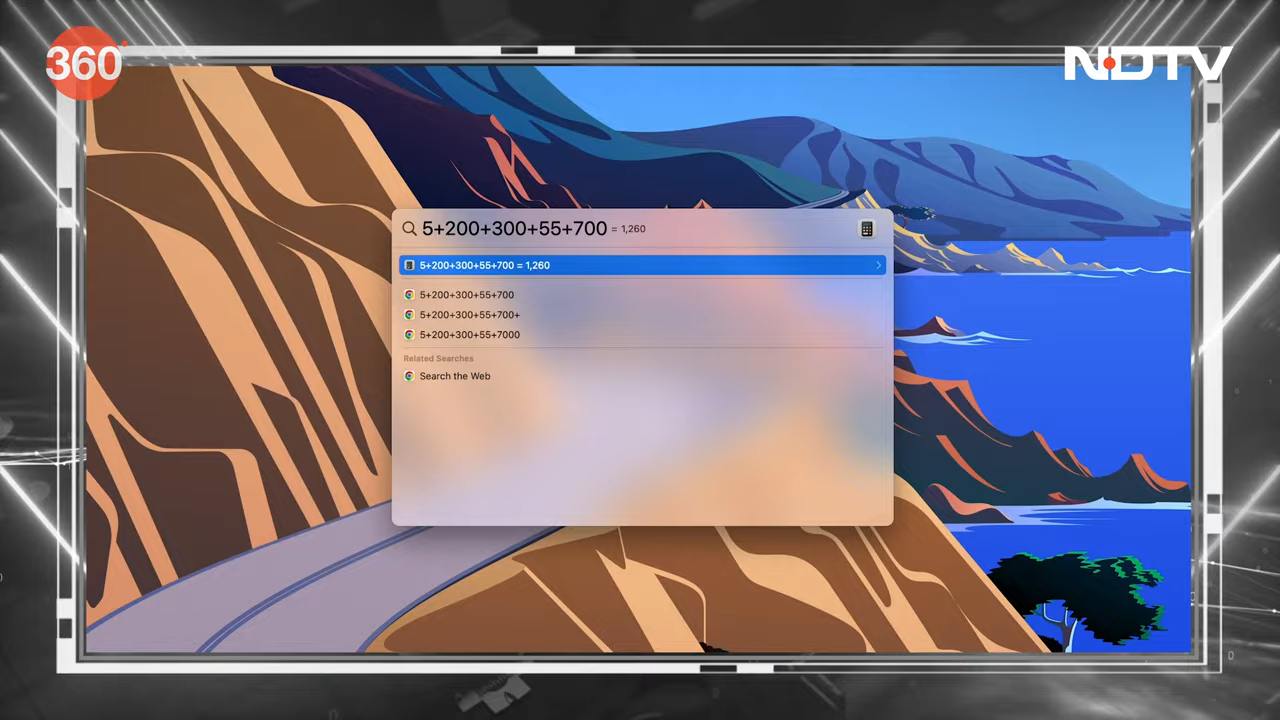 360
NDTV
5+200+300+55+700 = 1,260
5+200+300+55+700 = 1,260
5+200+300+55+700
5+200+300+55+700+
5+200+300+55+7000
Related Searches
Search the Web